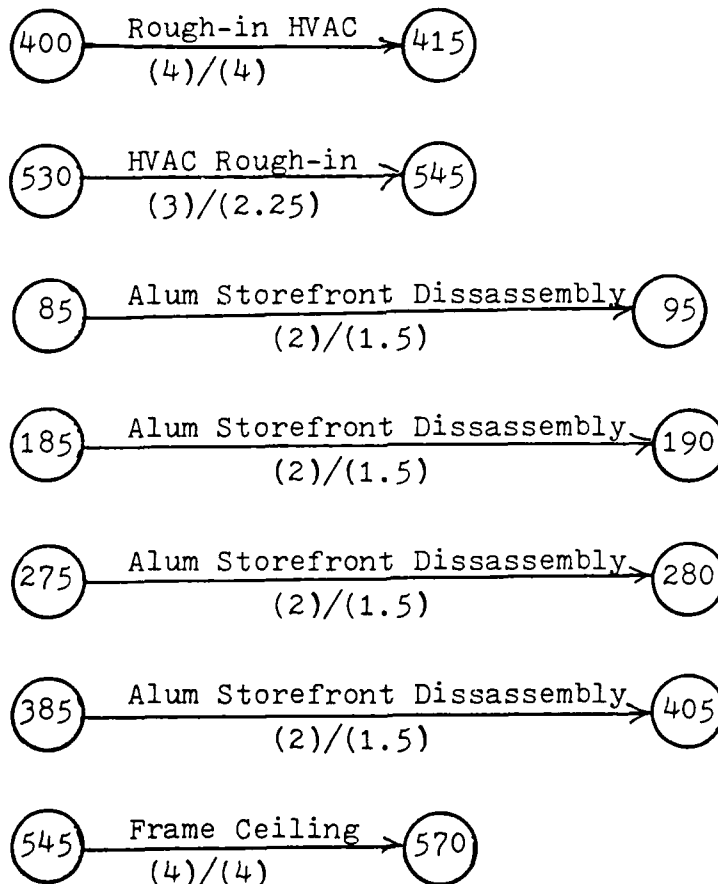 400 Rough-in HVAC 415
(4)/(4)
530 HVAC Rough-in 545
(3)/(2.25)
85 Alum Storefront Dissassembly 95
(2)/(1.5)
185 Alum Storefront Dissassembly 190
(2)/(1.5)
275 Alum Storefront Dissassembly 280
(2)/(1.5)
385 Alum Storefront Dissassembly 405
(2)/(1.5)
545 Frame Ceiling 570
(4)/(4)